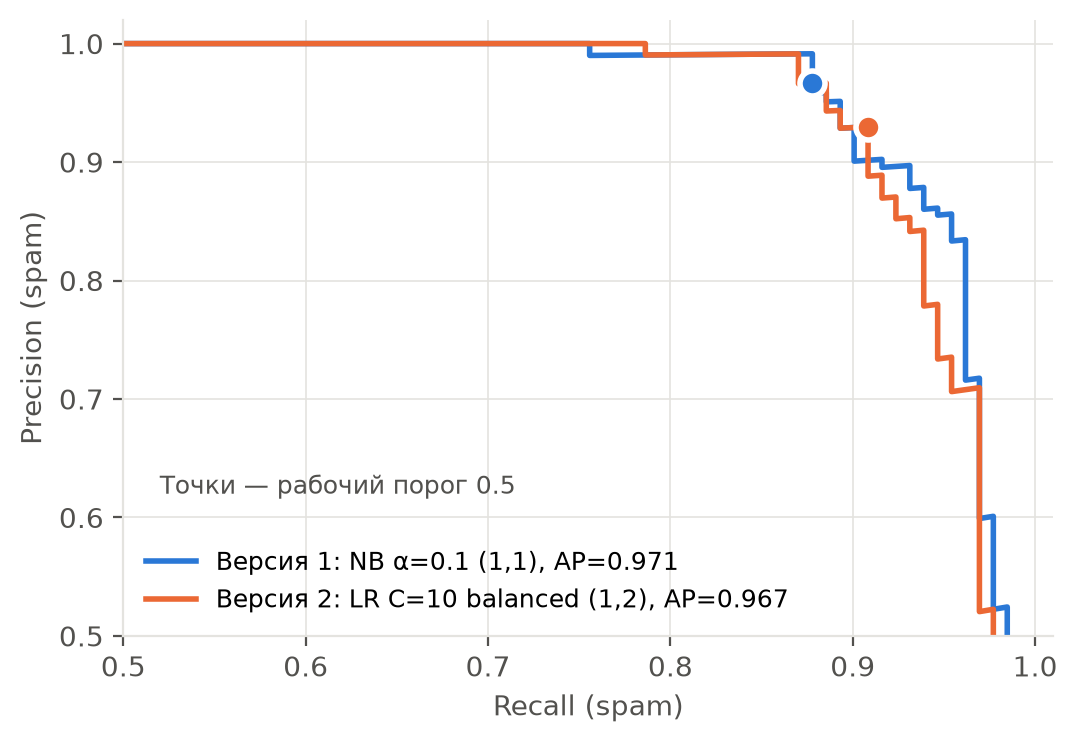 1.0
0.9
0.8
0.7
0.6
0.5
Precision (spam)
Точки — рабочий порог 0.5
Версия 1: NB α=0.1 (1,1), AP=0.971
Версия 2: LR C=10 balanced (1,2), AP=0.967
0.5 0.6 0.7 0.8 0.9 1.0
Recall (spam)